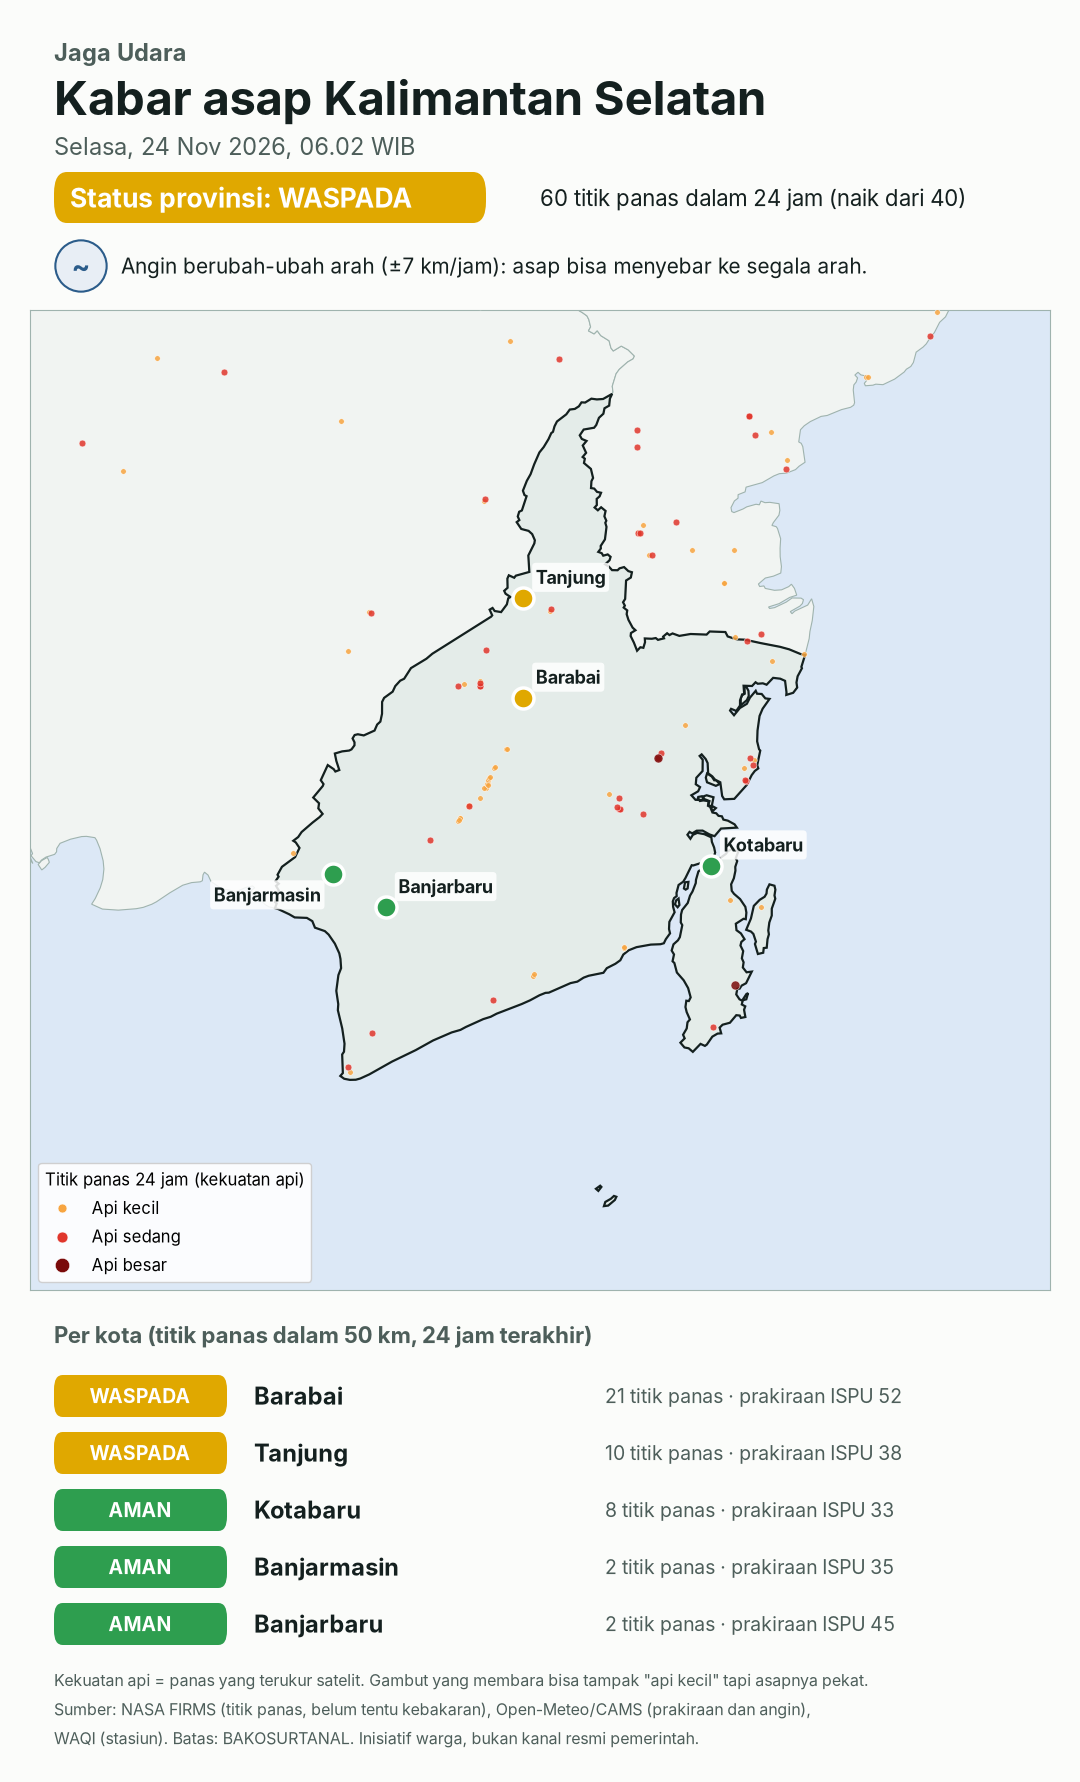 Jaga Udara
Kabar asap Kalimantan Selatan
Selasa, 24 Nov 2026, 06.02 WIB
Status provinsi: WASPADA
60 titik panas dalam 24 jam (naik dari 40)
~
Angin berubah-ubah arah (±7 km/jam): asap bisa menyebar ke segala arah.
Tanjung
Barabai
Kotabaru
Banjarmasin
Banjarbaru
Titik panas 24 jam (kekuatan api)
Api kecil
Api sedang
Api besar
Per kota (titik panas dalam 50 km, 24 jam terakhir)
WASPADA Barabai 21 titik panas · prakiraan ISPU 52
WASPADA Tanjung 10 titik panas · prakiraan ISPU 38
AMAN Kotabaru 8 titik panas · prakiraan ISPU 33
AMAN Banjarmasin 2 titik panas · prakiraan ISPU 35
AMAN Banjarbaru 2 titik panas · prakiraan ISPU 45
Kekuatan api = panas yang terukur satelit. Gambut yang membara bisa tampak "api kecil" tapi asapnya pekat.
Sumber: NASA FIRMS (titik panas, belum tentu kebakaran), Open-Meteo/CAMS (prakiraan dan angin),
WAQI (stasiun). Batas: BAKOSURTANAL. Inisiatif warga, bukan kanal resmi pemerintah.